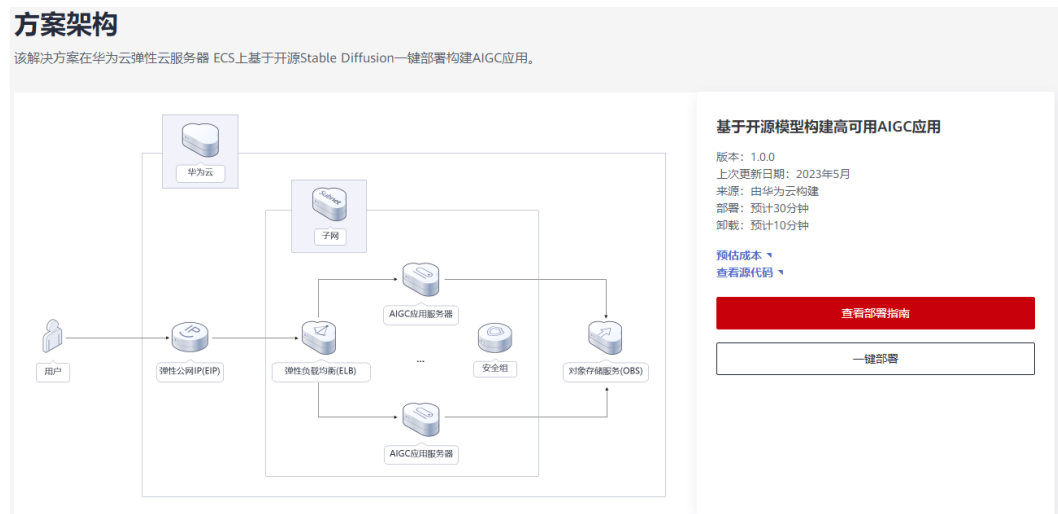 方案架构
该解决方案在华为云弹性云服务器 ECS上基于开源Stable Diffusion一键部署构建AIGC应用。
华为云
Subnet
子网
AIGC应用服务器
IP
用户
弹性公网IP(EIP)
弹性负载均衡(ELB)
...
安全组
对象存储服务(OBS)
AIGC应用服务器
基于开源模型构建高可用AIGC应用
版本：1.0.0
上次更新日期：2023年5月
来源：由华为云构建
部署：预计30分钟
卸载：预计10分钟
预估成本
查看源代码
查看部署指南
一键部署